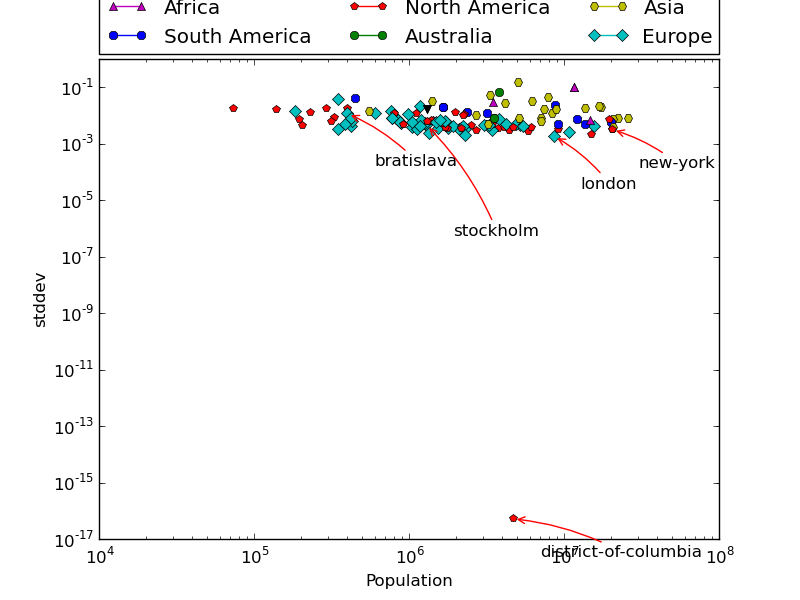 Africa North America Asia
South America Australia Europe
10^-1
10^-3
10^-5
10^-7
10^-9
10^-11
10^-13
10^-15
10^-17
stddev
bratislava
new-york
london
stockholm
district-of-columbia
10^4 10^5 10^6 10^7 10^8
Population